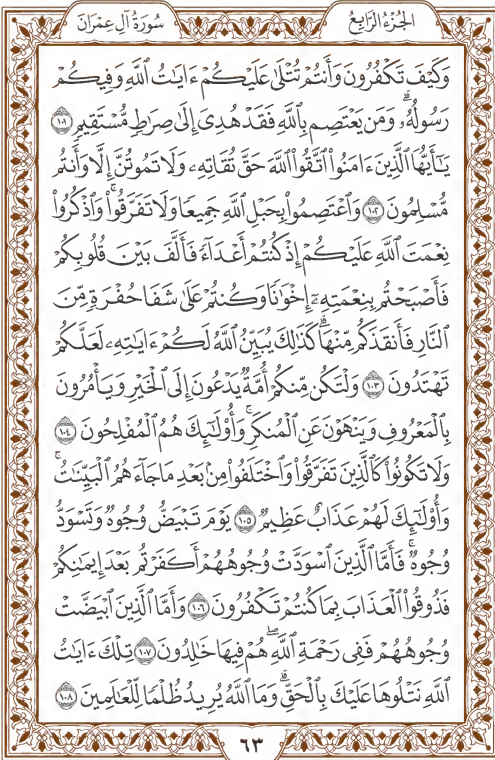 الجُزْءُ الرَّابِعُ
سُورَةُ آلِ عِمْرَانَ
وَكَيْفَ تَكْفُرُونَ وَأَنتُمْ تُتْلَىٰ عَلَيْكُمْ ءَايَٰتُ ٱللَّهِ وَفِيكُمْ
رَسُولُهُۥۗ وَمَن يَعْتَصِم بِٱللَّهِ فَقَدْ هُدِىَ إِلَىٰ صِرَٰطٍ مُّسْتَقِيمٍ ١٠١
يَٰٓأَيُّهَا ٱلَّذِينَ ءَامَنُوا۟ ٱتَّقُوا۟ ٱللَّهَ حَقَّ تُقَاتِهِۦ وَلَا تَمُوتُنَّ إِلَّا وَأَنتُم
مُّسْلِمُونَ ١٠٢ وَٱعْتَصِمُوا۟ بِحَبْلِ ٱللَّهِ جَمِيعًا وَلَا تَفَرَّقُوا۟ۚ وَٱذْكُرُوا۟
نِعْمَتَ ٱللَّهِ عَلَيْكُمْ إِذْ كُنتُمْ أَعْدَآءً فَأَلَّفَ بَيْنَ قُلُوبِكُمْ
فَأَصْبَحْتُم بِنِعْمَتِهِۦٓ إِخْوَٰنًا وَكُنتُمْ عَلَىٰ شَفَا حُفْرَةٍ مِّنَ
ٱلنَّارِ فَأَنقَذَكُم مِّنْهَاۗ كَذَٰلِكَ يُبَيِّنُ ٱللَّهُ لَكُمْ ءَايَٰتِهِۦ لَعَلَّكُمْ
تَهْتَدُونَ ١٠٣ وَلْتَكُن مِّنكُمْ أُمَّةٌ يَدْعُونَ إِلَى ٱلْخَيْرِ وَيَأْمُرُونَ
بِٱلْمَعْرُوفِ وَيَنْهَوْنَ عَنِ ٱلْمُنكَرِۚ وَأُو۟لَٰٓئِكَ هُمُ ٱلْمُفْلِحُونَ ١٠٤
وَلَا تَكُونُوا۟ كَٱلَّذِينَ تَفَرَّقُوا۟ وَٱخْتَلَفُوا۟ مِنۢ بَعْدِ مَا جَآءَهُمُ ٱلْبَيِّنَٰتُۚ
وَأُو۟لَٰٓئِكَ لَهُمْ عَذَابٌ عَظِيمٌ ١٠٥ يَوْمَ تَبْيَضُّ وُجُوهٌ وَتَسْوَدُّ
وُجُوهٌۚ فَأَمَّا ٱلَّذِينَ ٱسْوَدَّتْ وُجُوهُهُمْ أَكَفَرْتُم بَعْدَ إِيمَٰنِكُمْ
فَذُوقُوا۟ ٱلْعَذَابَ بِمَا كُنتُمْ تَكْفُرُونَ ١٠٦ وَأَمَّا ٱلَّذِينَ ٱبْيَضَّتْ
وُجُوهُهُمْ فَفِى رَحْمَةِ ٱللَّهِۖ هُمْ فِيهَا خَٰلِدُونَ ١٠٧ تِلْكَ ءَايَٰتُ
ٱللَّهِ نَتْلُوهَا عَلَيْكَ بِٱلْحَقِّۗ وَمَا ٱللَّهُ يُرِيدُ ظُلْمًا لِّلْعَٰلَمِينَ ١٠٨
٦٣